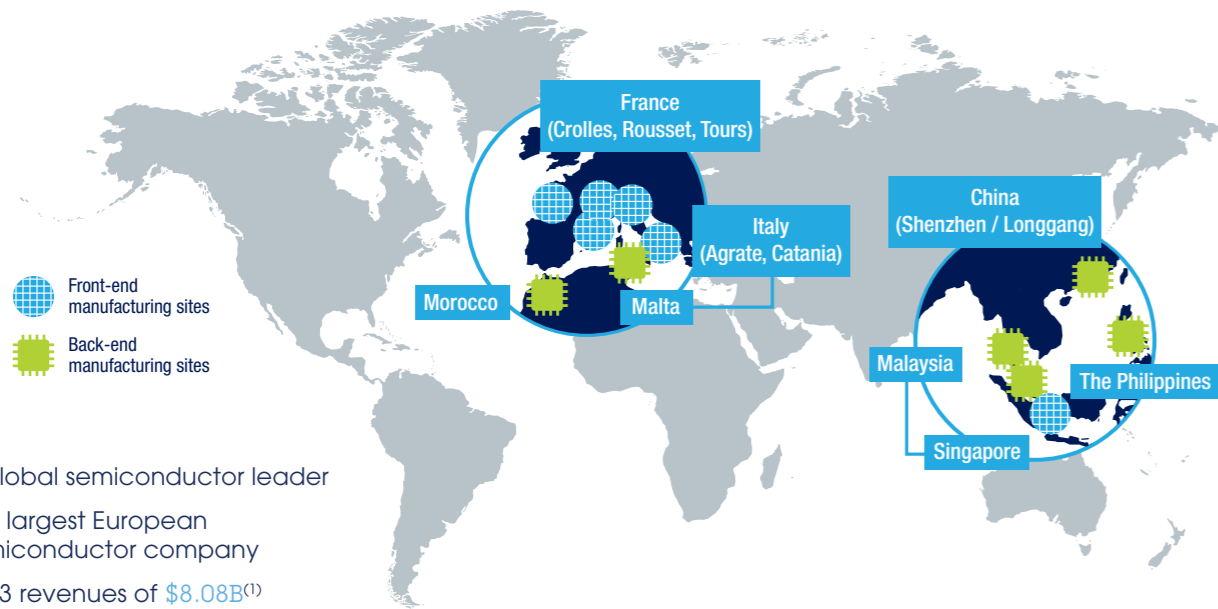 France
(Crolles, Rousset, Tours)
China
(Shenzhen / Longgang)
Italy
(Agrate, Catania)
Front-end
manufacturing sites
Morocco
Malta
Back-end
manufacturing sites
Malaysia
The Philippines
Singapore
lobal semiconductor leader
largest European
miconductor company
3 revenues of $8.08B(1)